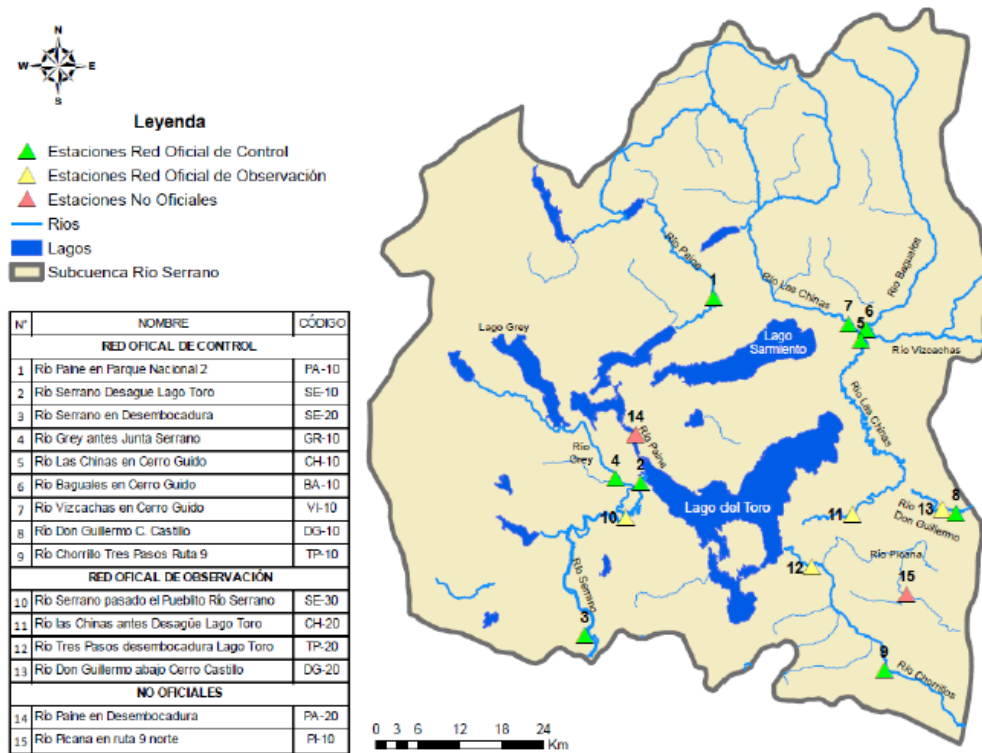 N
W E
S
Leyenda
Estaciones Red Oficial de Control
Estaciones Red Oficial de Observación
Estaciones No Oficiales
Rios
Lagos
Subcuenca Río Serrano
N° NOMBRE CÓDIGO
RED OFICAL DE CONTROL
1 Río Paine en Parque Nacional 2 PA-10
2 Río Serrano Desague Lago Toro SE-10
3 Río Serrano en Desembocadura SE-20
4 Río Grey antes Junta Serrano GR-10
5 Río Las Chinas en Cerro Guido CH-10
6 Río Baguales en Cerro Guido BA-10
7 Río Vizcachas en Cerro Guido VI-10
8 Río Don Guillermo C. Castillo DG-10
9 Río Chorrillo Tres Pasos Ruta 9 TP-10
RED OFICAL DE OBSERVACIÓN
10 Río Serrano pasado el Pueblito Río Serrano SE-30
11 Río las Chinas antes Desagüe Lago Toro CH-20
12 Río Tres Pasos desembocadura Lago Toro TP-20
13 Río Don Guillermo abajo Cerro Castillo DG-20
NO OFICIALES
14 Río Paine en Desembocadura PA-20
15 Río Picana en ruta 9 norte PI-10
Río Paine
1
Río Las Chinas
Río Baguales
7
6
5
Río Vizcachas
Lago Grey
Lago
Sarmiento
Río Las Chinas
14
Río Paine
Río
Grey
4
2
Lago del Toro
10
11
13
8
Río
Don Guillermo
Río Picana
12
15
Río Serrano
3
9
Río Chorrillos
0 3 6 12 18 24
Km